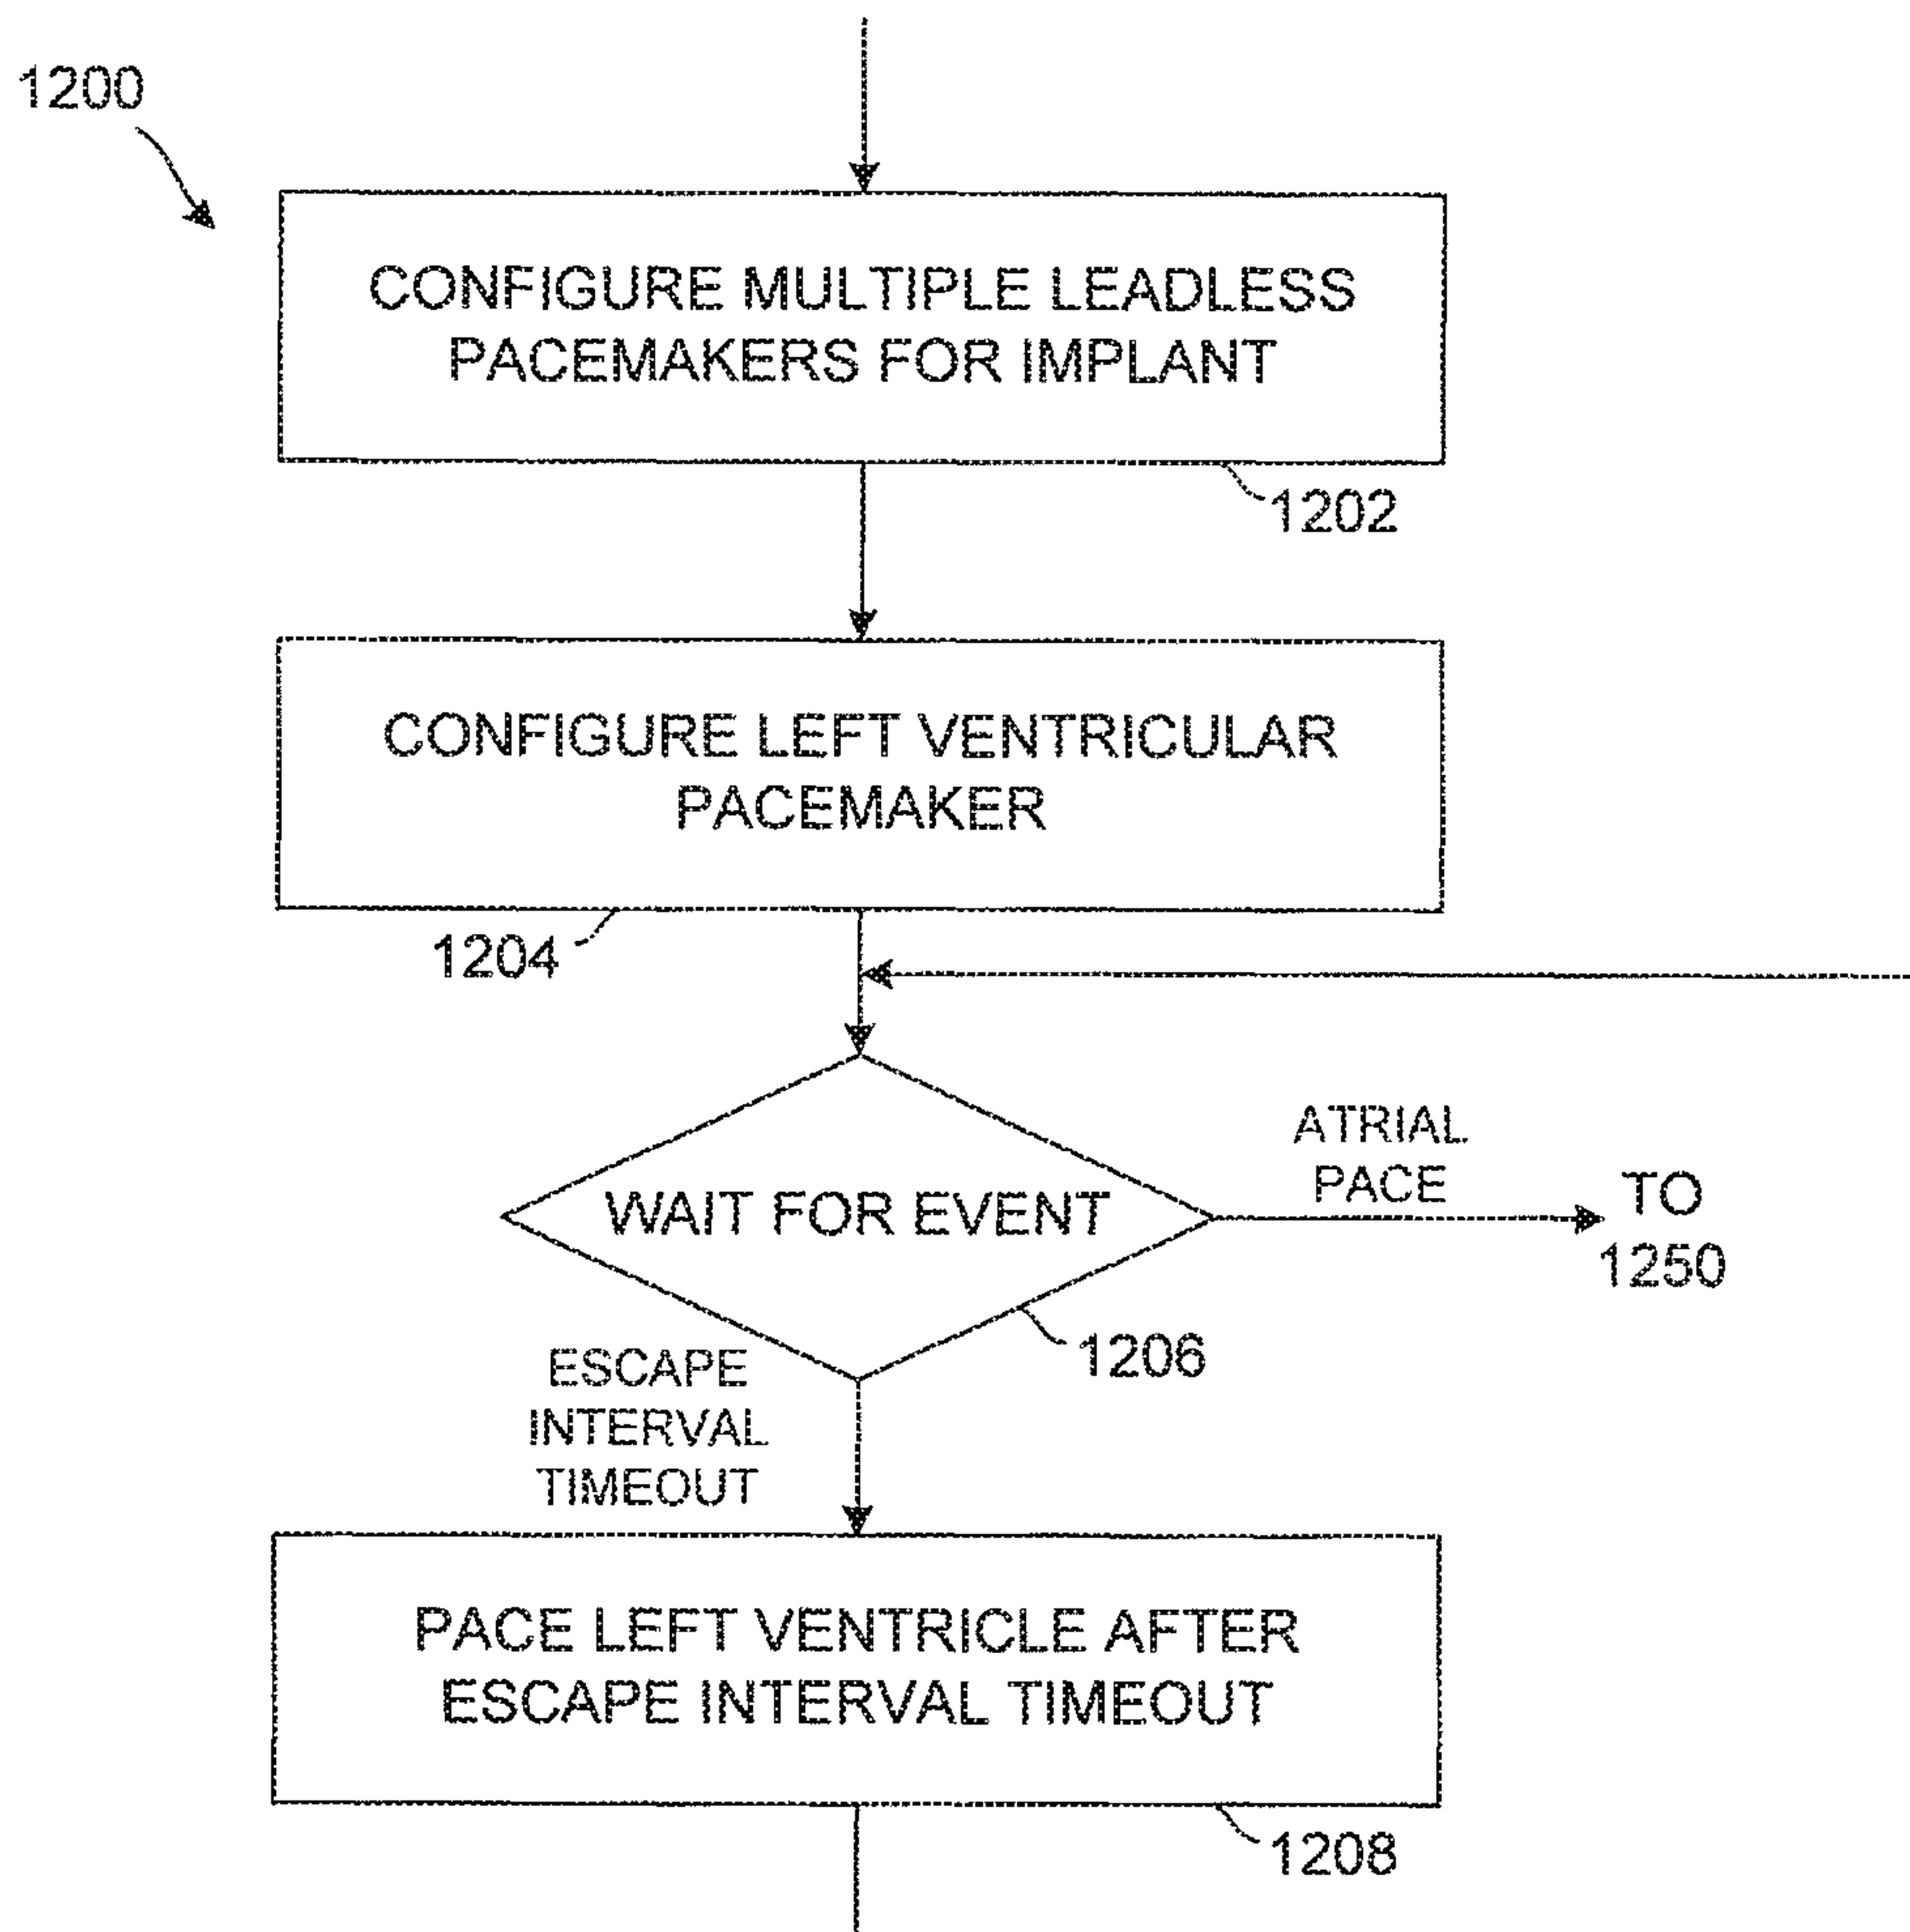 1200
CONFIGURE MULTIPLE LEADLESS
PACEMAKERS FOR IMPLANT
1202
CONFIGURE LEFT VENTRICULAR
PACEMAKER
1204
WAIT FOR EVENT
ATRIAL
PACE
TO
1250
1206
ESCAPE
INTERVAL
TIMEOUT
PACE LEFT VENTRICLE AFTER
ESCAPE INTERVAL TIMEOUT
1208